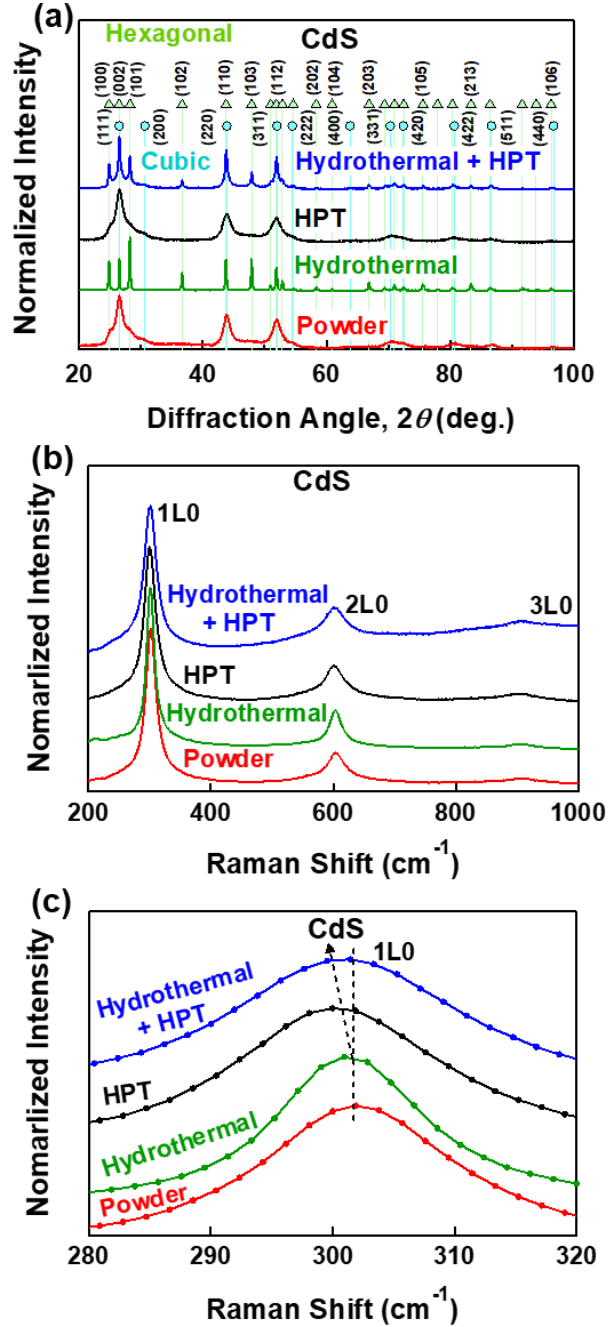 (a)
Hexagonal
CdS
(100)
(002)
(101)
(102)
(110)
(103)
(112)
(202)
(104)
(203)
(105)
(213)
(106)
(111)
(200)
(220)
(311)
(222)
(400)
(331)
(420)
(422)
(511)
(440)
Cubic
Hydrothermal + HPT
HPT
Hydrothermal
Powder
Normalized Intensity
20 40 60 80 100
Diffraction Angle, 2θ (deg.)
(b)
CdS
1L0
2L0
3L0
Hydrothermal
+ HPT
HPT
Hydrothermal
Powder
Nomarlized Intensity
200 400 600 800 1000
Raman Shift (cm⁻¹)
(c)
CdS
1L0
Hydrothermal
+ HPT
HPT
Hydrothermal
Powder
Nomarlized Intensity
280 290 300 310 320
Raman Shift (cm⁻¹)